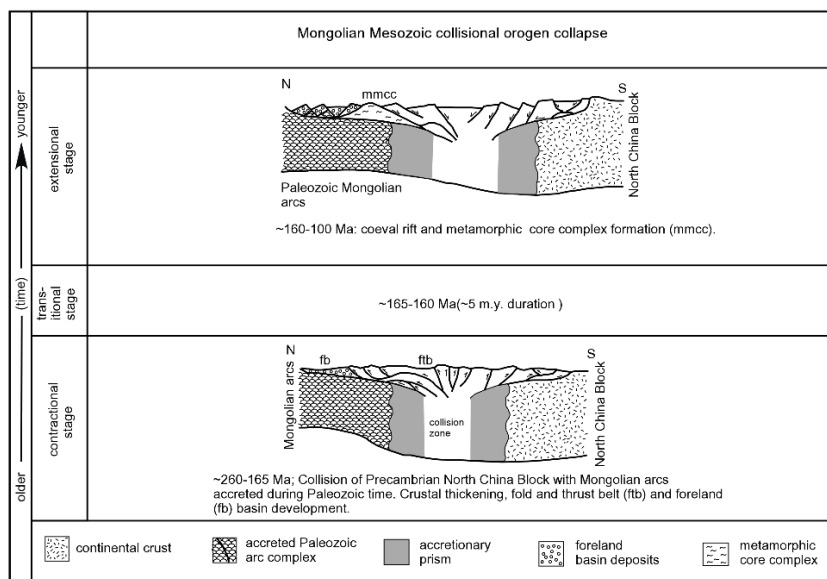 Mongolian Mesozoic collisional orogen collapse
younger
(time)
older
extensional
stage
N
S
mmcc
North China Block
Paleozoic Mongolian
arcs
~160-100 Ma: coeval rift and metamorphic core complex formation (mmcc).
trans-
itional
stage
~165-160 Ma(~5 m.y. duration )
contractional
stage
N
S
fb
ftb
Mongolian arcs
collision
zone
North China Block
~260-165 Ma; Collision of Precambrian North China Block with Mongolian arcs
accreted during Paleozoic time. Crustal thickening, fold and thrust belt (ftb) and foreland
(fb) basin development.
continental crust
accreted Paleozoic
arc complex
accretionary
prism
foreland
basin deposits
metamorphic
core complex